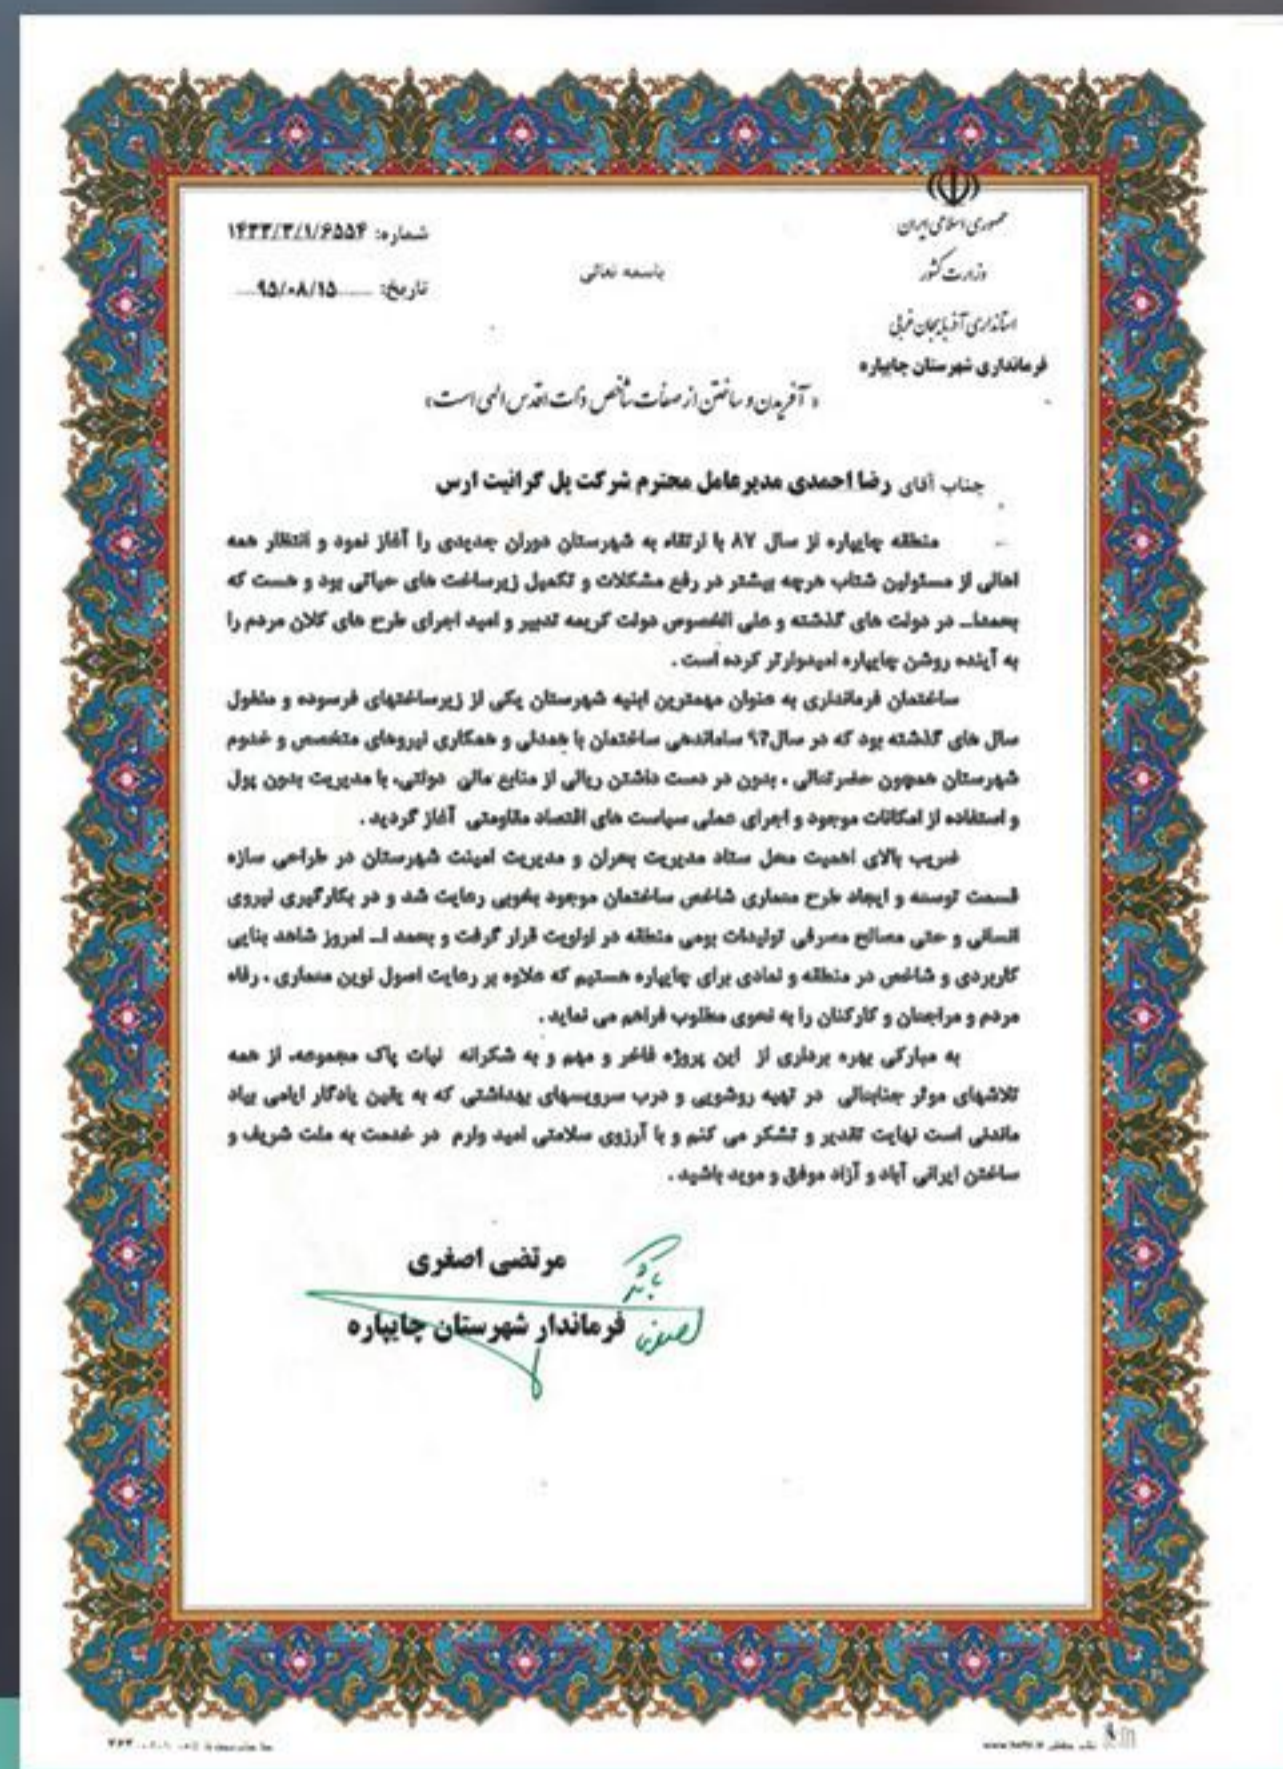 جمهوری اسلامی ایران
وزارت کشور
استانداری آذربایجان غربی
فرمانداری شهرستان چایپاره
باسمه تعالی
شماره: ۱۴۳۳/۳/۱/۶۵۵۴
تاریخ: ۹۵/۰۸/۱۵
« آفریدن و ساختن از صفات شاخص ذات اقدس الهی است »
جناب آقای رضا احمدی مدیرعامل محترم شرکت پل گرانیت ارس
منطقه چایپاره از سال ۸۷ با ارتقاء به شهرستان دوران جدیدی را آغاز نمود و انتظار همه
اهالی از مسئولین شتاب هرچه بیشتر در رفع مشکلات و تکمیل زیرساخت های حیاتی بود و هست که
بحمدا... در دولت های گذشته و علی الخصوص دولت کریمه تدبیر و امید اجرای طرح های کلان مردم را
به آینده روشن چایپاره امیدوارتر کرده است .
ساختمان فرمانداری به عنوان مهمترین ابنیه شهرستان یکی از زیرساختهای فرسوده و مغفول
سال های گذشته بود که در سال ساماندهی ساختمان با همدلی و همکاری نیروهای متخصص و خدوم
شهرستان همچون حضرتعالی ، بدون در دست داشتن ریالی از منابع مالی دولتی، با مدیریت بدون پول
و استفاده از امکانات موجود و اجرای عملی سیاست های اقتصاد مقاومتی آغاز گردید .
ضریب بالای اهمیت محل ستاد مدیریت بحران و مدیریت امینت شهرستان در طراحی سازه
قسمت توسعه و ایجاد طرح معماری شاخص ساختمان موجود بخوبی رعایت شد و در بکارگیری نیروی
انسانی و حتی مصالح مصرفی تولیدات بومی منطقه در اولویت قرار گرفت و بحمد ا... امروز شاهد بنایی
کاربردی و شاخص در منطقه و نمادی برای چایپاره هستیم که علاوه بر رعایت اصول نوین معماری ، رفاه
مردم و مراجعان و کارکنان را به نحوی مطلوب فراهم می نماید .
به مبارکی بهره برداری از این پروژه فاخر و مهم و به شکرانه نیات پاک مجموعه، از همه
تلاشهای موثر جنابعالی در تهیه روشویی و درب سرویسهای بهداشتی که به یقین یادگار ایامی بیاد
ماندنی است نهایت تقدیر و تشکر می کنم و با آرزوی سلامتی امید وارم در خدمت به ملت شریف و
ساختن ایرانی آباد و آزاد موفق و موید باشید .
مرتضی اصغری
فرماندار شهرستان چایپاره